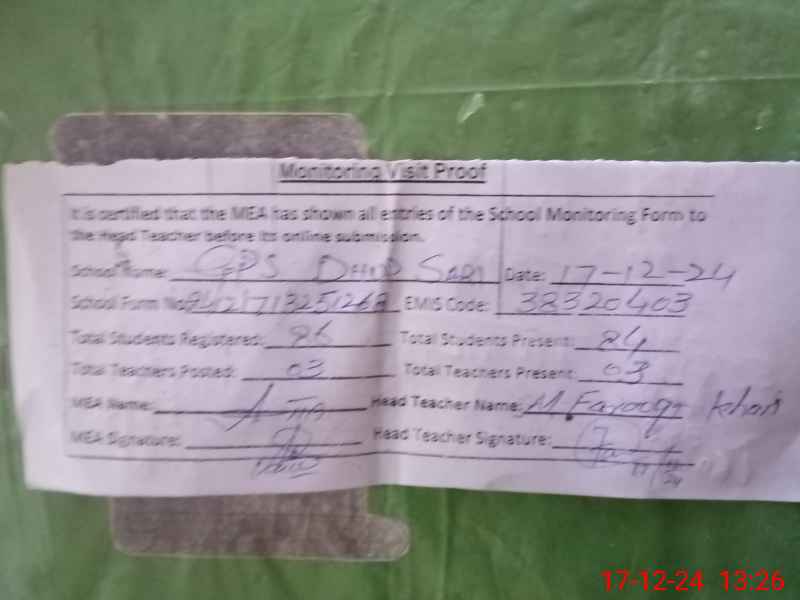 Monitoring Visit Proof
It is certified that the MEA has shown all entries of the School Monitoring Form to
the Head Teacher before its online submission.
School Name: GPS DHUP SARI Date: 17-12-24
School Form No: EMIS Code: 38320403
Total Students Registered: 86 Total Students Present: 84
Total Teachers Posted: 03 Total Teachers Present: 03
MEA Name: Head Teacher Name: M Farooq Khan
MEA Signature: Head Teacher Signature:
17-12-24 13:26